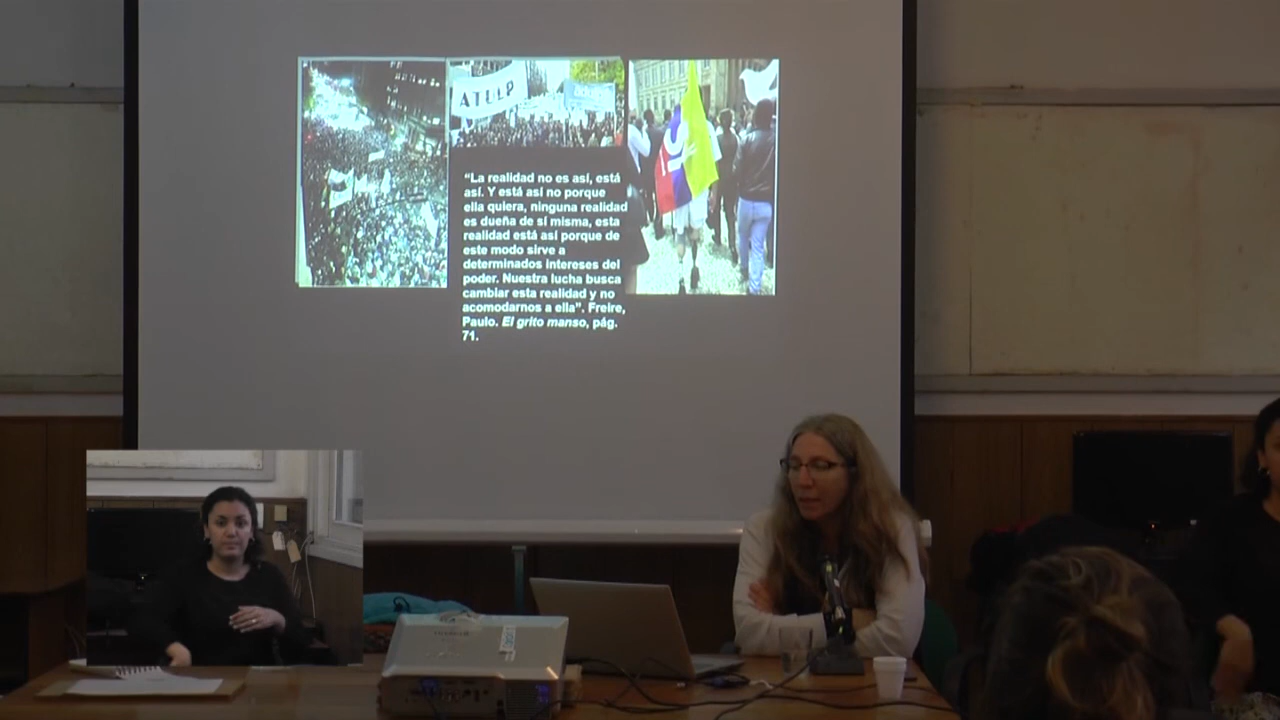 ATULP
“La realidad no es así, está
así. Y está así no porque
ella quiera, ninguna realidad
es dueña de sí misma, esta
realidad está así porque de
este modo sirve a
determinados intereses del
poder. Nuestra lucha busca
cambiar esta realidad y no
acomodarnos a ella”. Freire,
Paulo. El grito manso, pág.
71.